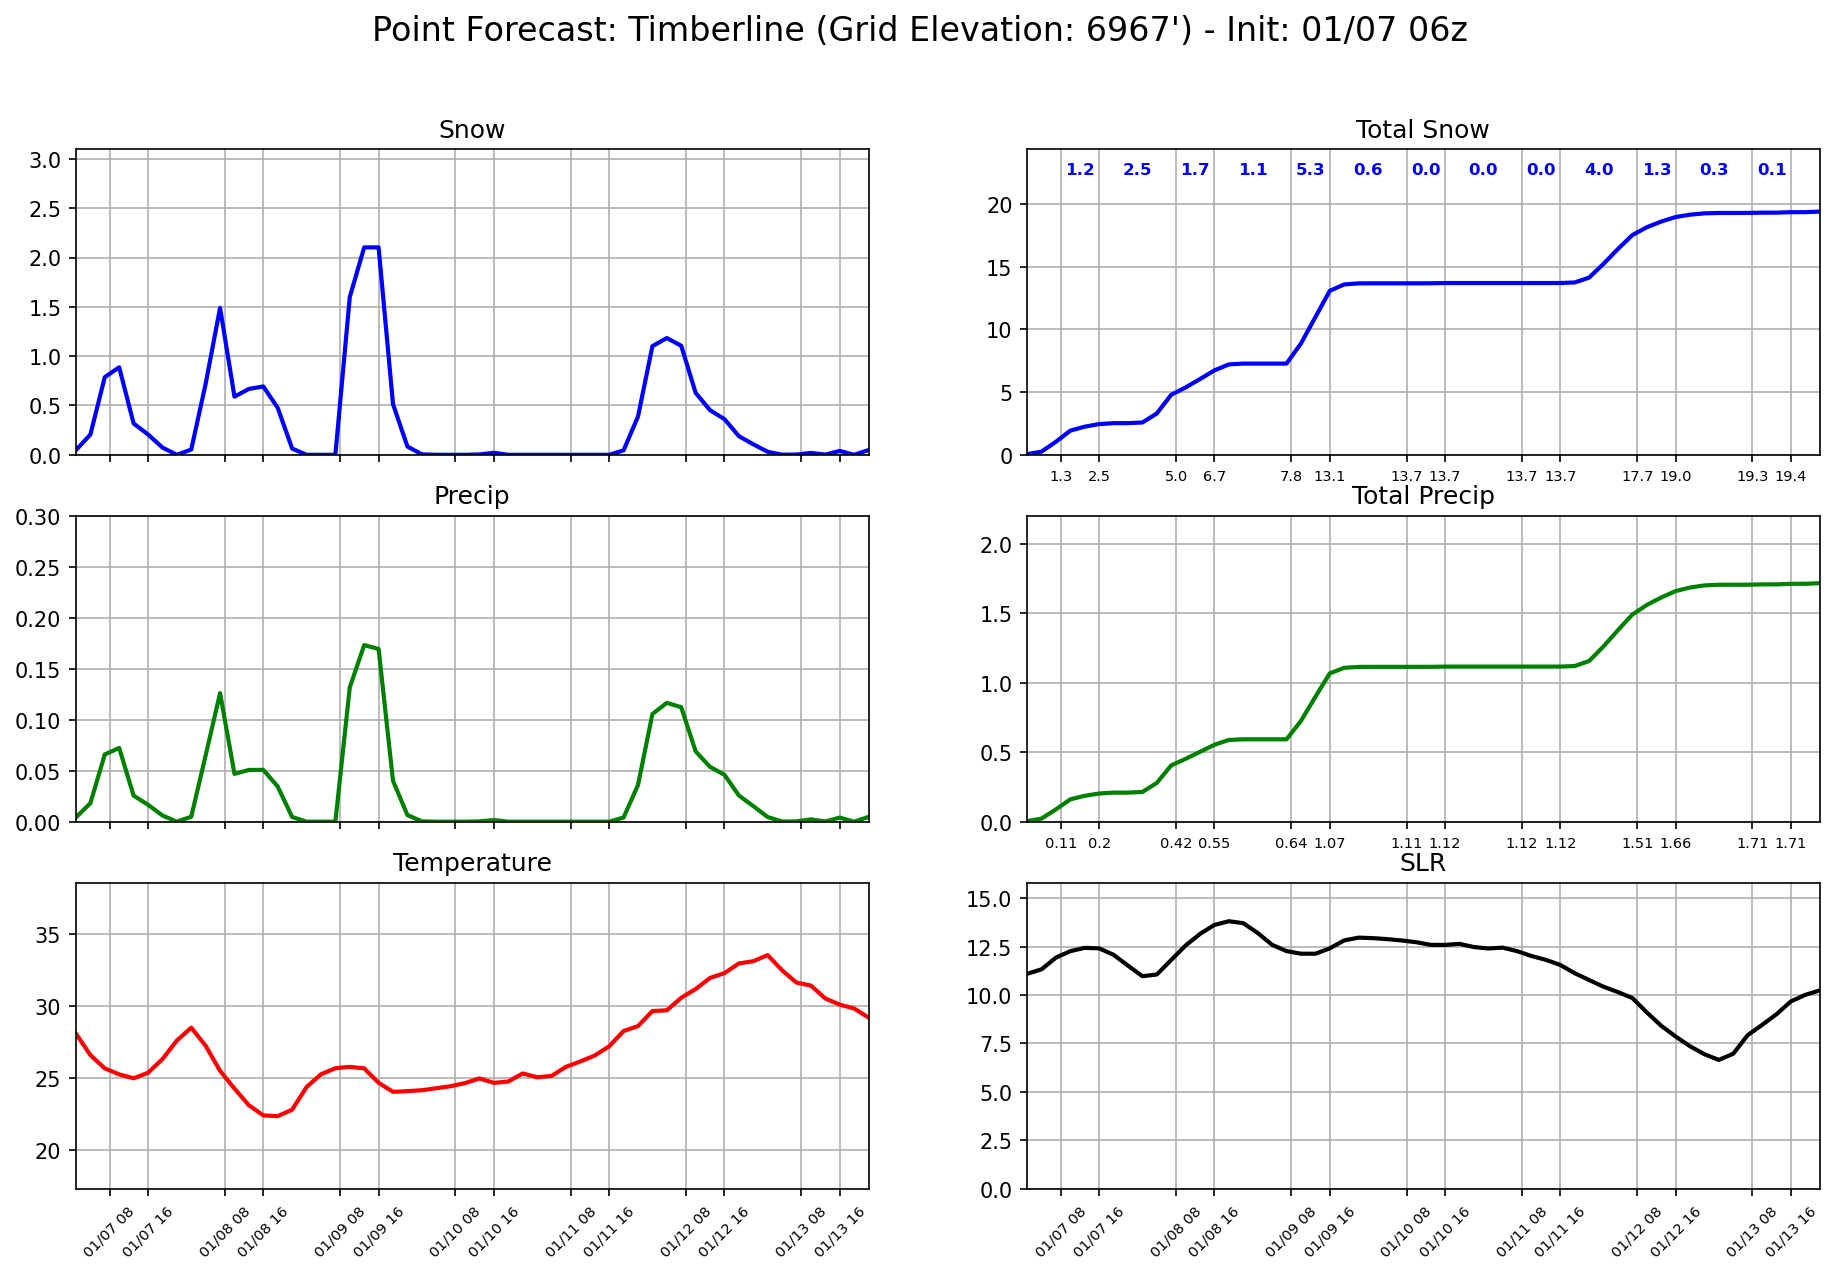 Point Forecast: Timberline (Grid Elevation: 6967') - Init: 01/07 06z
Snow
3.0
2.5
2.0
1.5
1.0
0.5
0.0
Total Snow
1.2 2.5 1.7 1.1 5.3 0.6 0.0 0.0 0.0 4.0 1.3 0.3 0.1
20
15
10
5
0
1.3 2.5 5.0 6.7 7.8 13.1 13.7 13.7 13.7 13.7 17.7 19.0 19.3 19.4
Precip
0.30
0.25
0.20
0.15
0.10
0.05
0.00
Total Precip
2.0
1.5
1.0
0.5
0.0
0.11 0.2 0.42 0.55 0.64 1.07 1.11 1.12 1.12 1.12 1.51 1.66 1.71 1.71
Temperature
35
30
25
20
01/07 08 01/07 16 01/08 08 01/08 16 01/09 08 01/09 16 01/10 08 01/10 16 01/11 08 01/11 16 01/12 08 01/12 16 01/13 08 01/13 16
SLR
15.0
12.5
10.0
7.5
5.0
2.5
0.0
01/07 08 01/07 16 01/08 08 01/08 16 01/09 08 01/09 16 01/10 08 01/10 16 01/11 08 01/11 16 01/12 08 01/12 16 01/13 08 01/13 16